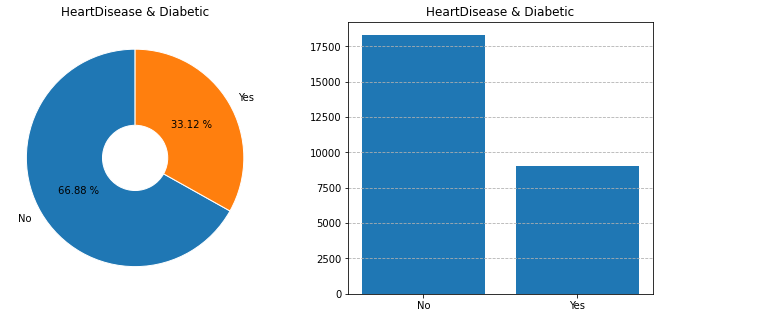 HeartDisease & Diabetic
Yes
33.12 %
66.88 %
No
HeartDisease & Diabetic
17500
15000
12500
10000
7500
5000
2500
0
No
Yes